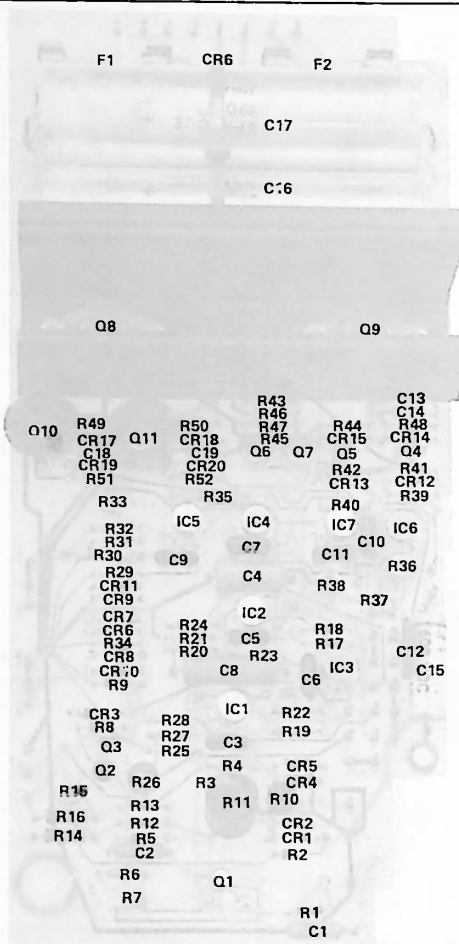 F1 CR6 F2
C17
C16
Q8 Q9
R43 C13
R46 C14
R49 R50 R47 R44 R48
Q10 CR17 Q11 CR18 R45 CR15 CR14
C18 C19 Q6 Q7 Q5 Q4
CR19 CR20 R42 R41
R51 R52 CR13 CR12
R35 R39
R33 R40
IC5 IC4 IC7 IC6
R32
R31 C7 C10
R30 C9 C11
R29 C4 R36
CR11 R38
CR9 R37
CR7 IC2
CR6 R24 R18
R34 R21 C5 R17
CR8 R20 R23 C12
CR10 C8 IC3 C15
R9 C6
IC1
CR3 R28 R22
R8 R27 R19
Q3 R25 C3
Q2 R4 CR5
R15 R26 R3 CR4
R13 R11 R10
R16 R12 CR2
R14 R5 CR1
C2 R2
R6 Q1
R7
R1
C1